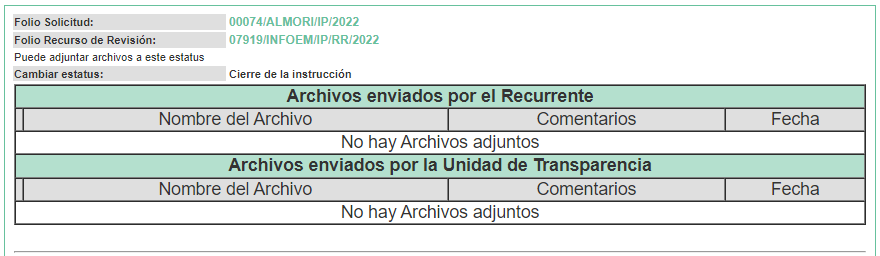 Folio Solicitud: 00074/ALMORI/IP/2022
Folio Recurso de Revisión: 07919/INFOEM/IP/RR/2022
Puede adjuntar archivos a este estatus
Cambiar estatus: Cierre de la instrucción
Archivos enviados por el Recurrente
Nombre del Archivo Comentarios Fecha
No hay Archivos adjuntos
Archivos enviados por la Unidad de Transparencia
Nombre del Archivo Comentarios Fecha
No hay Archivos adjuntos